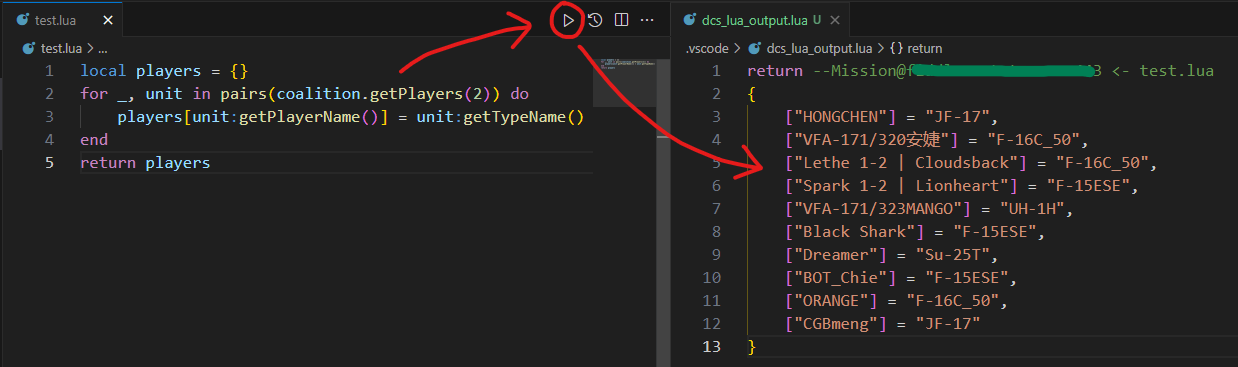 test.lua
test.lua > ...
1 local players = {}
2 for _, unit in pairs(coalition.getPlayers(2)) do
3     players[unit:getPlayerName()] = unit:getTypeName()
4 end
5 return players
dcs_lua_output.lua U
.vscode > dcs_lua_output.lua > {} return
1 return --Mission@f 3 <- test.lua
2 {
3     ["HONGCHEN"] = "JF-17",
4     ["VFA-171/320安婕"] = "F-16C_50",
5     ["Lethe 1-2 | Cloudsback"] = "F-16C_50",
6     ["Spark 1-2 | Lionheart"] = "F-15ESE",
7     ["VFA-171/323MANGO"] = "UH-1H",
8     ["Black Shark"] = "F-15ESE",
9     ["Dreamer"] = "Su-25T",
10     ["BOT_Chie"] = "F-15ESE",
11     ["ORANGE"] = "F-16C_50",
12     ["CGBmeng"] = "JF-17"
13 }